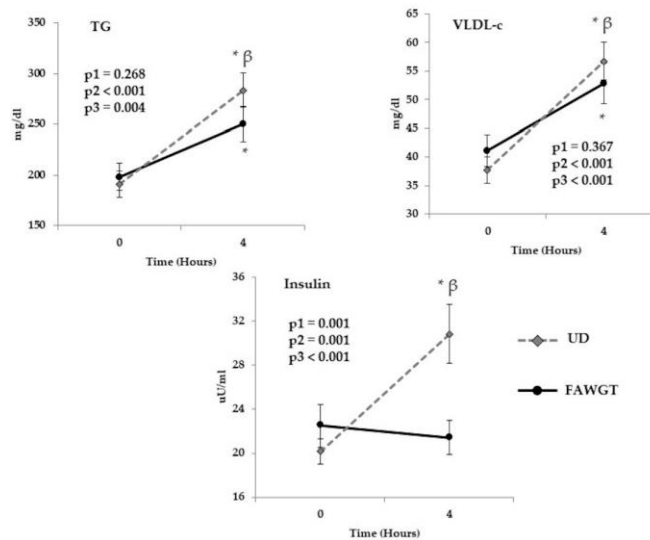 TG
p1 = 0.268
p2 < 0.001
p3 = 0.004
* β
*
350
300
250
200
150
mg/dl
0 4
Time (Hours)
VLDL-c
* β
*
p1 = 0.367
p2 < 0.001
p3 < 0.001
65
60
55
50
45
40
35
30
mg/dl
0 4
Time (Hours)
Insulin
p1 = 0.001
p2 = 0.001
p3 < 0.001
* β
36
32
28
24
20
16
uU/ml
0 4
Time (Hours)
UD
FAWGT